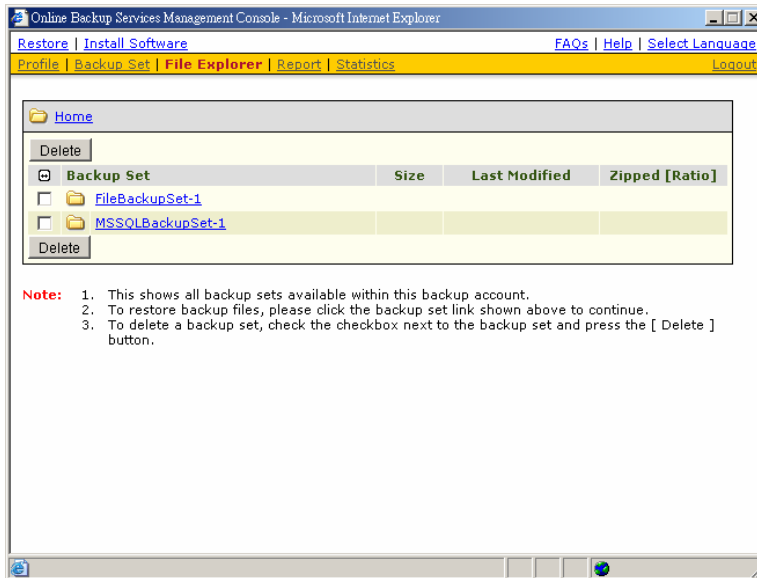 Online Backup Services Management Console - Microsoft Internet Explorer
Restore | Install Software FAQs | Help | Select Language
Profile | Backup Set | File Explorer | Report | Statistics Logout
Home
Delete
Backup Set Size Last Modified Zipped [Ratio]
FileBackupSet-1
MSSQLBackupSet-1
Delete
Note: 1. This shows all backup sets available within this backup account.
2. To restore backup files, please click the backup set link shown above to continue.
3. To delete a backup set, check the checkbox next to the backup set and press the [ Delete ]
button.